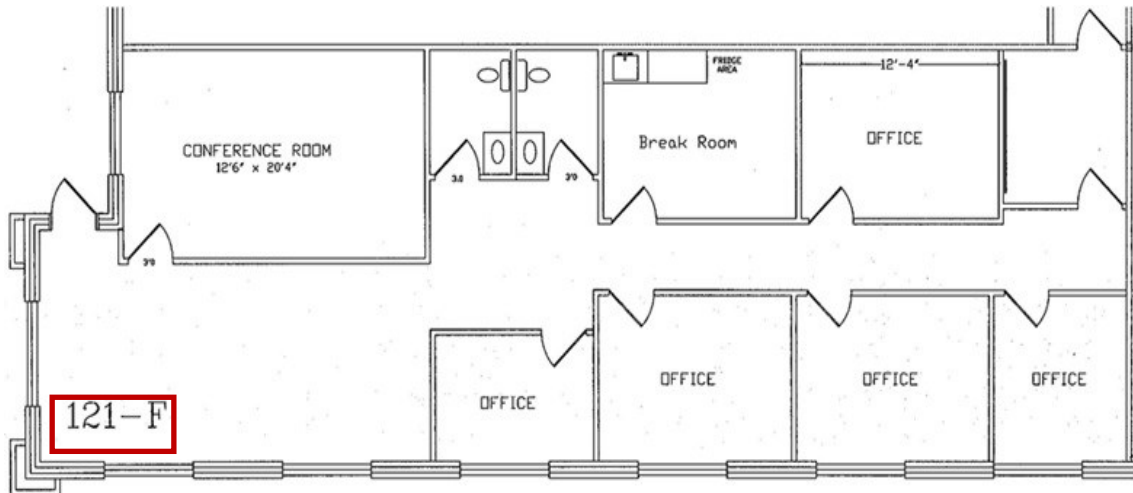 FRIDGE
AREA
12'-4"
CONFERENCE ROOM
12'6" x 20'4"
Break Room
OFFICE
3.0
3'0
3'0
OFFICE
OFFICE
OFFICE
OFFICE
121-F